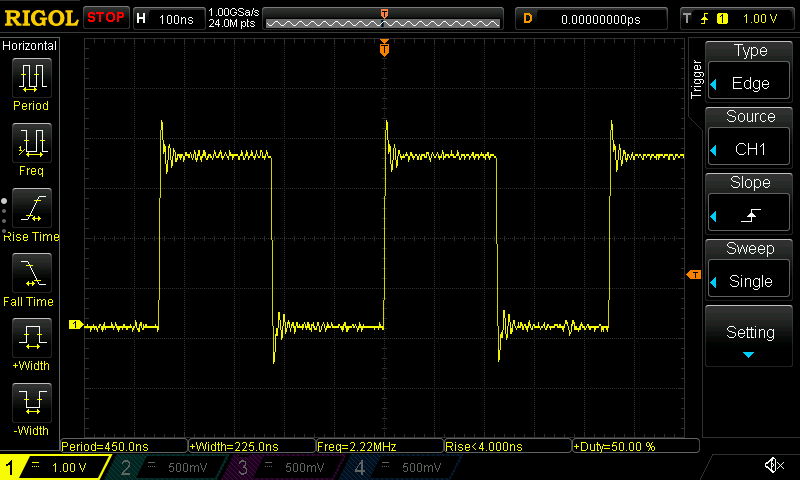 RIGOL STOP H 100ns 1.00GSa/s 24.0M pts T D 0.00000000ps T 1 1.00 V
Horizontal
Period
Freq
Rise Time
Fall Time
+Width
-Width
T
1
T
Trigger
Type
Edge
Source
CH1
Slope
Sweep
Single
Setting
Period=450.0ns +Width=225.0ns Freq=2.22MHz Rise<4.000ns +Duty=50.00 %
1 1.00 V 2 500mV 3 500mV 4 500mV